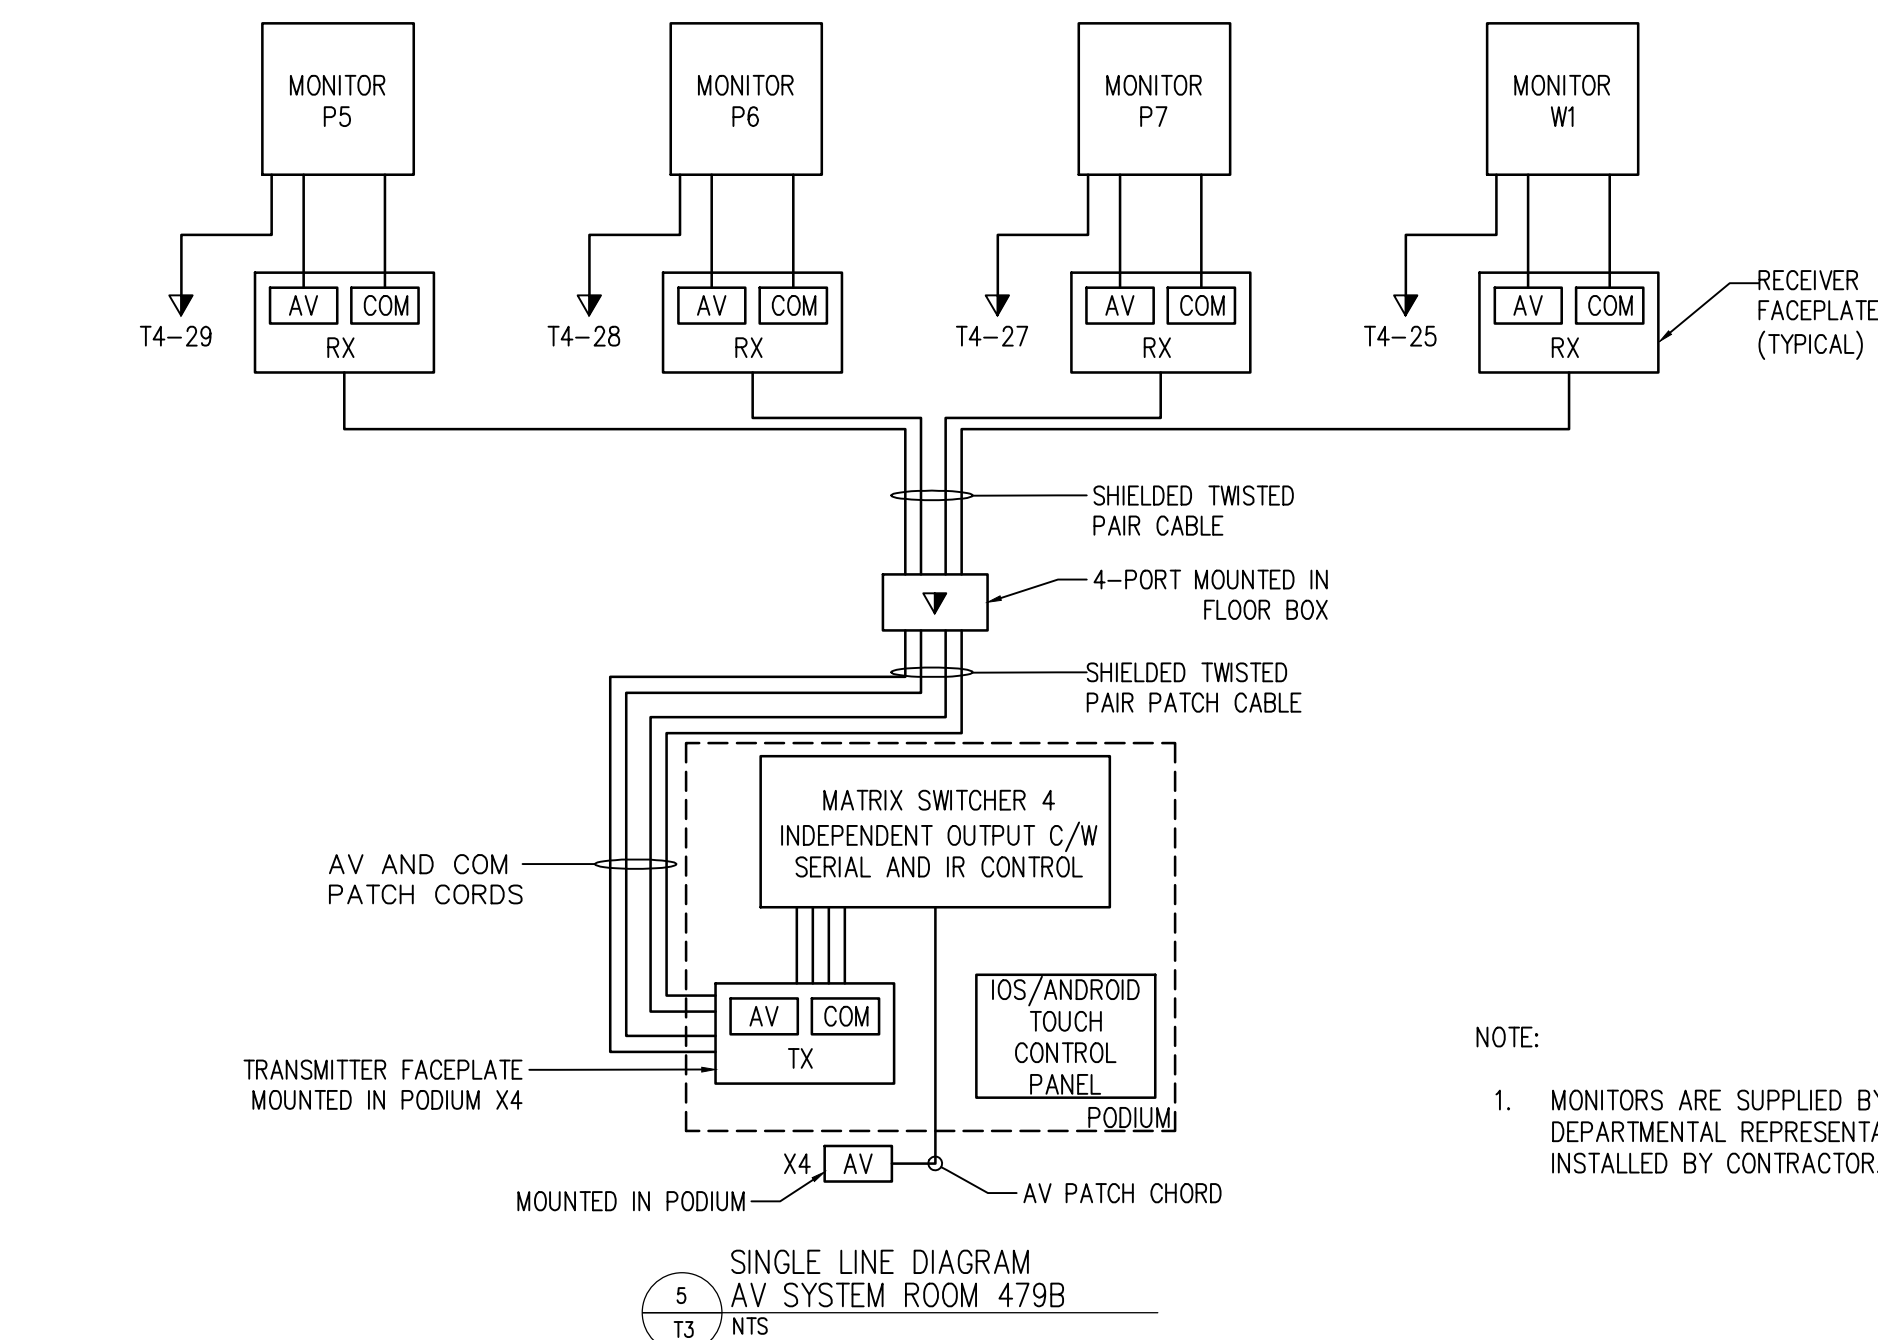 MONITOR
P5
MONITOR
P6
MONITOR
P7
MONITOR
W1
AV
COM
RX
T4-29
AV
COM
RX
T4-28
AV
COM
RX
T4-27
AV
COM
RX
T4-25
RECEIVER
FACEPLATE
(TYPICAL)
SHIELDED TWISTED
PAIR CABLE
4-PORT MOUNTED IN
FLOOR BOX
SHIELDED TWISTED
PAIR PATCH CABLE
MATRIX SWITCHER 4
INDEPENDENT OUTPUT C/W
SERIAL AND IR CONTROL
AV AND COM
PATCH CORDS
AV
COM
TX
IOS/ANDROID
TOUCH
CONTROL
PANEL
PODIUM
TRANSMITTER FACEPLATE
MOUNTED IN PODIUM X4
X4
AV
MOUNTED IN PODIUM
AV PATCH CHORD
NOTE:
1. MONITORS ARE SUPPLIED BY
DEPARTMENTAL
INSTALLED BY CONTRACTOR.
SINGLE LINE DIAGRAM
5
AV SYSTEM ROOM 479B
T3
NTS